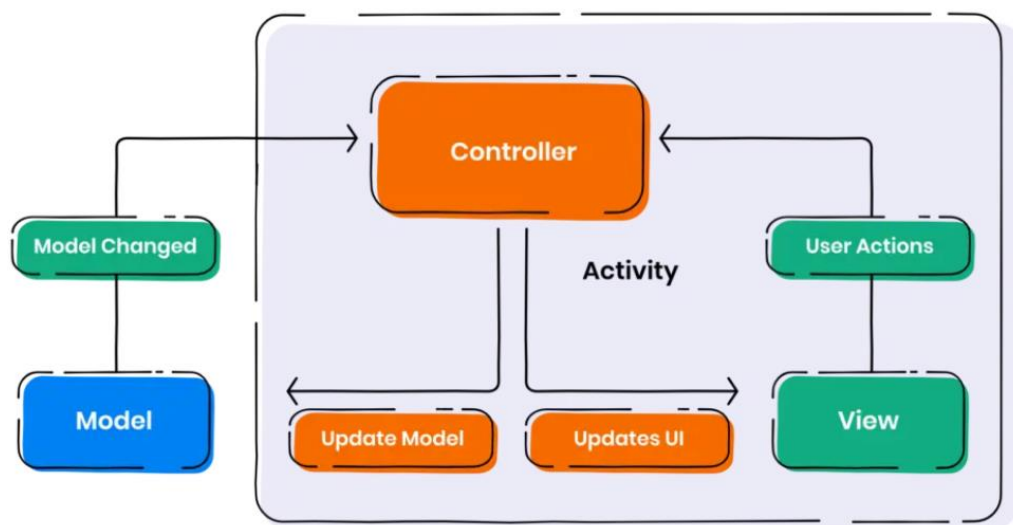 Controller
Model Changed
User Actions
Activity
Model
Update Model
Updates UI
View